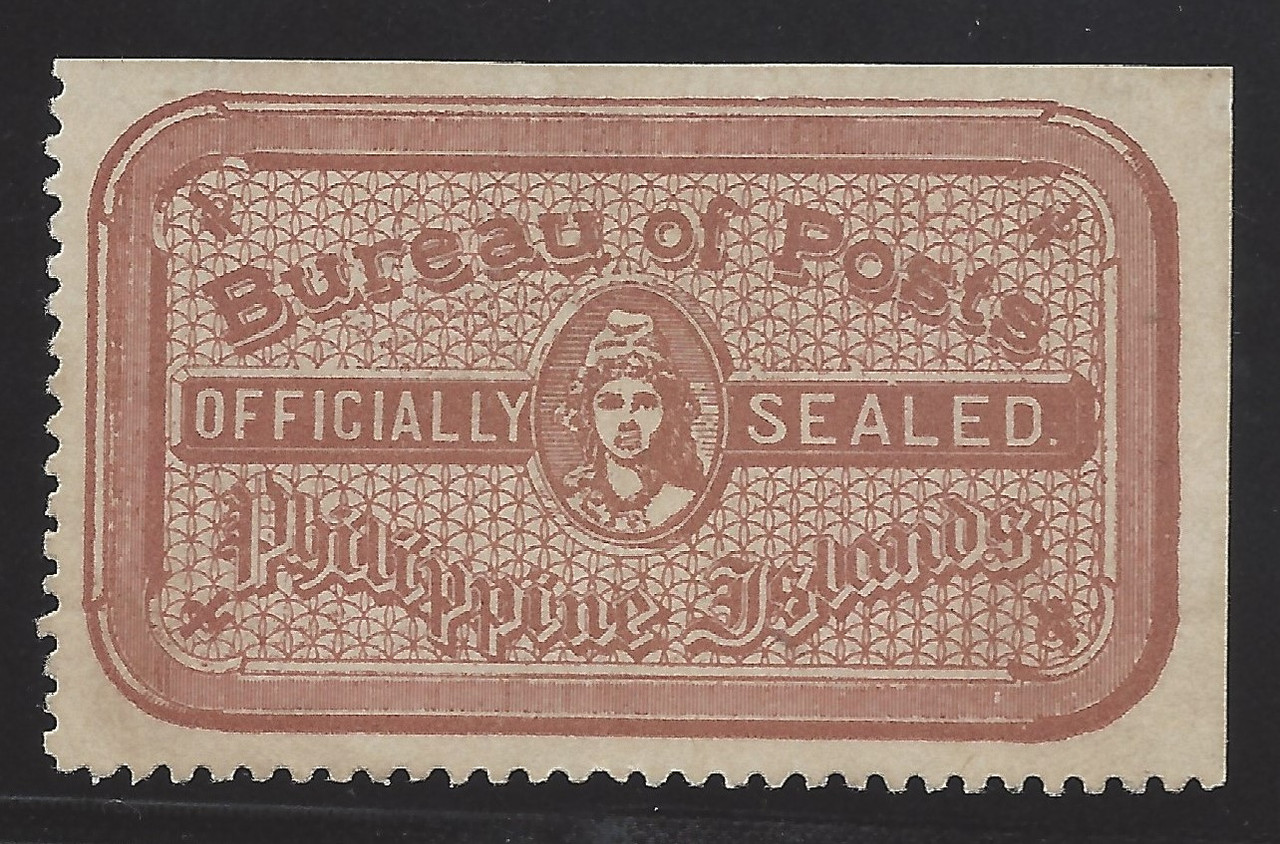 Bureau of Posts
OFFICIALLY SEALED.
Philippine Islands